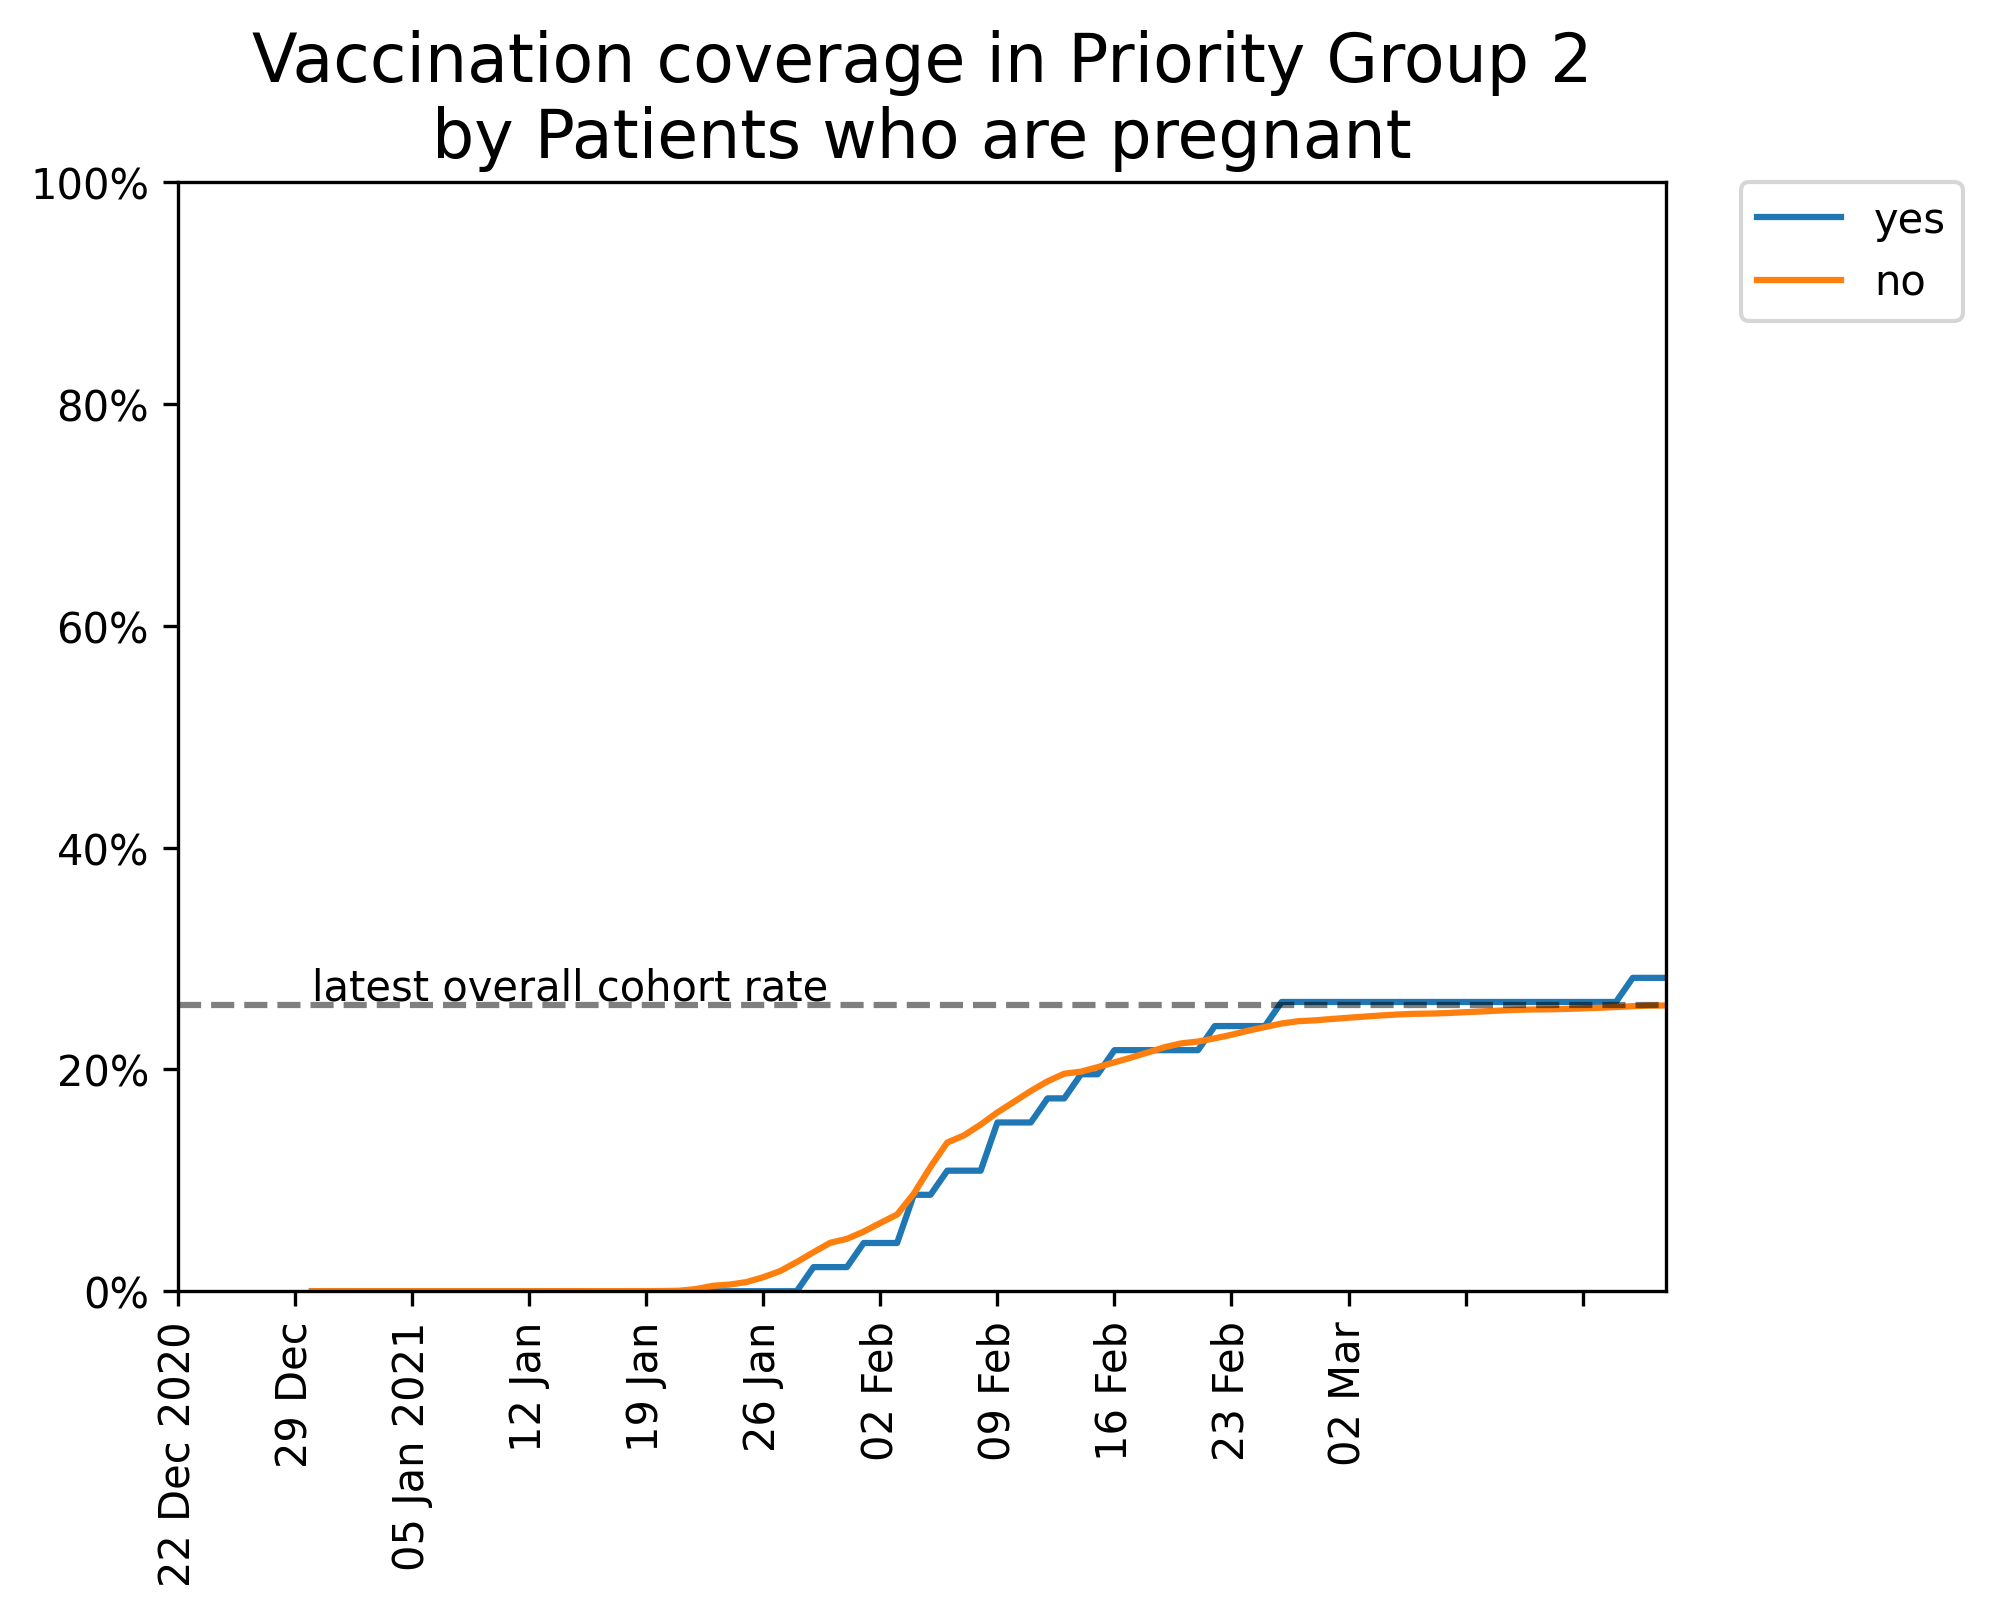 Vaccination coverage in Priority Group 2
by Patients who are pregnant
100%
80%
60%
40%
20%
0%
latest overall cohort rate
yes
no
22 Dec 2020
29 Dec
05 Jan 2021
12 Jan
19 Jan
26 Jan
02 Feb
09 Feb
16 Feb
23 Feb
02 Mar